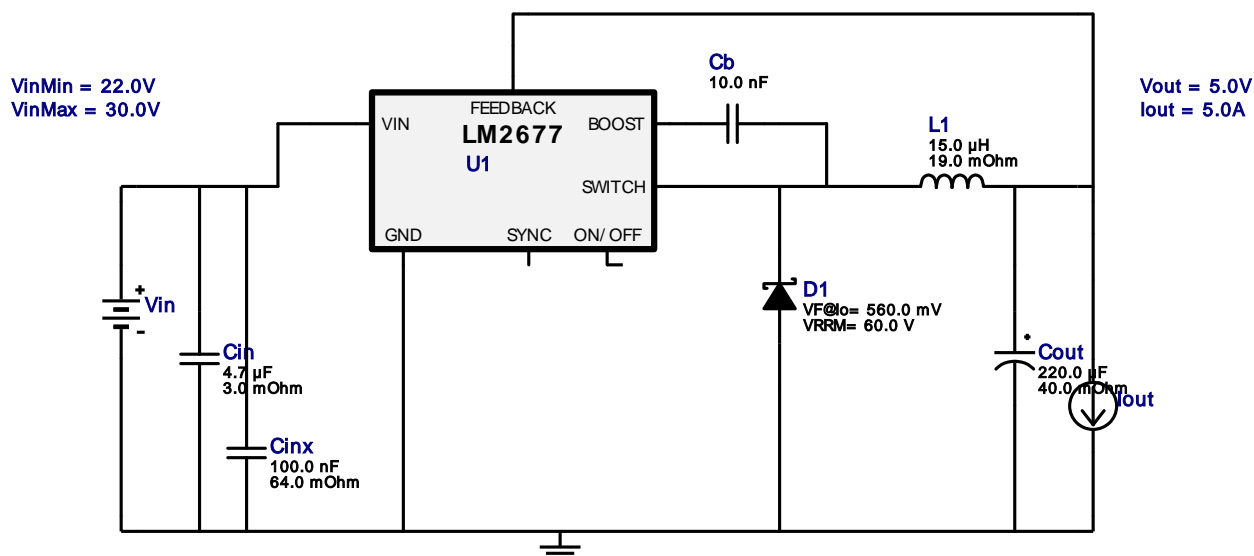 VinMin = 22.0V
VinMax = 30.0V
FEEDBACK
VIN
LM2677
BOOST
U1
SWITCH
GND
SYNC
ON/ OFF
Cb
10.0 nF
L1
15.0 µH
19.0 mOhm
Vout = 5.0V
Iout = 5.0A
+
Vin
-
Cin
4.7 µF
3.0 mOhm
Cinx
100.0 nF
64.0 mOhm
D1
VF@Io= 560.0 mV
VRRM= 60.0 V
+
Cout
220.0 µF
40.0 mOhm
Iout